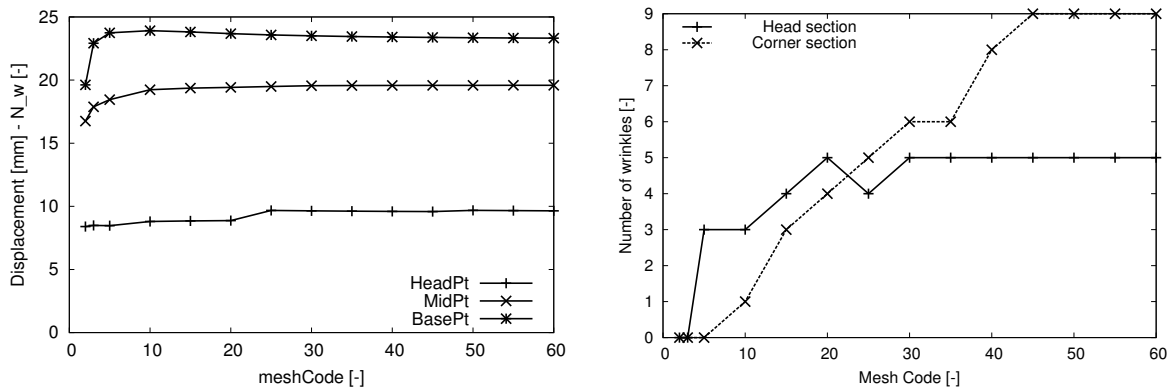 Displacement [mm] - N_w [-]
25
20
15
10
5
0
HeadPt
MidPt
BasePt
0 10 20 30 40 50 60
meshCode [-]
Number of wrinkles [-]
9
8
7
6
5
4
3
2
1
0
Head section
Corner section
0 10 20 30 40 50 60
Mesh Code [-]